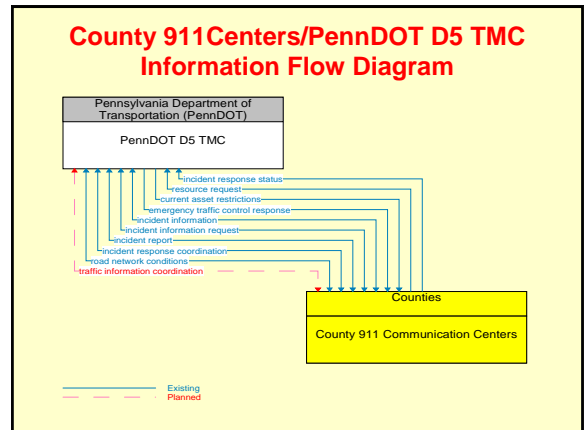 County 911Centers/PennDOT D5 TMC
Information Flow Diagram
Pennsylvania Department of
Transportation (PennDOT)
PennDOT D5 TMC
incident response status
resource request
current asset restrictions
emergency traffic control response
incident information
incident information request
incident report
incident response coordination
road network conditions
traffic information coordination
Counties
County 911 Communication Centers
Existing
Planned